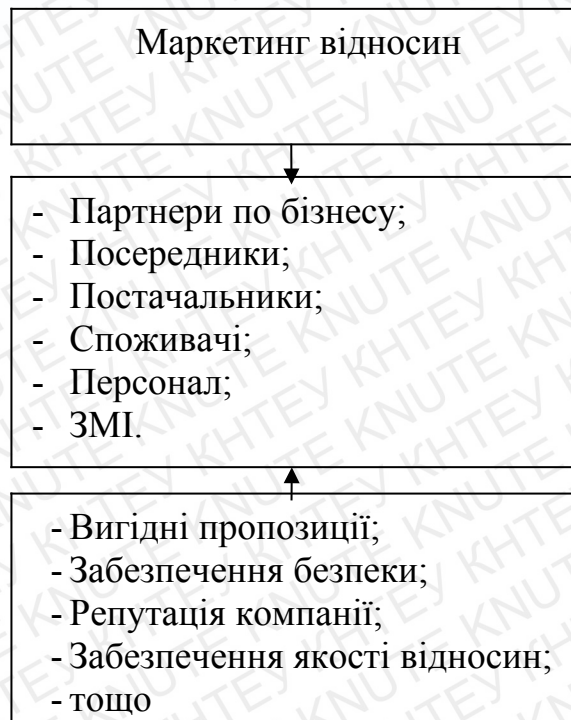 Маркетинг відносин
- Партнери по бізнесу;
- Посередники;
- Постачальники;
- Споживачі;
- Персонал;
- ЗМІ.
- Вигідні пропозиції;
- Забезпечення безпеки;
- Репутація компанії;
- Забезпечення якості відносин;
- тощо